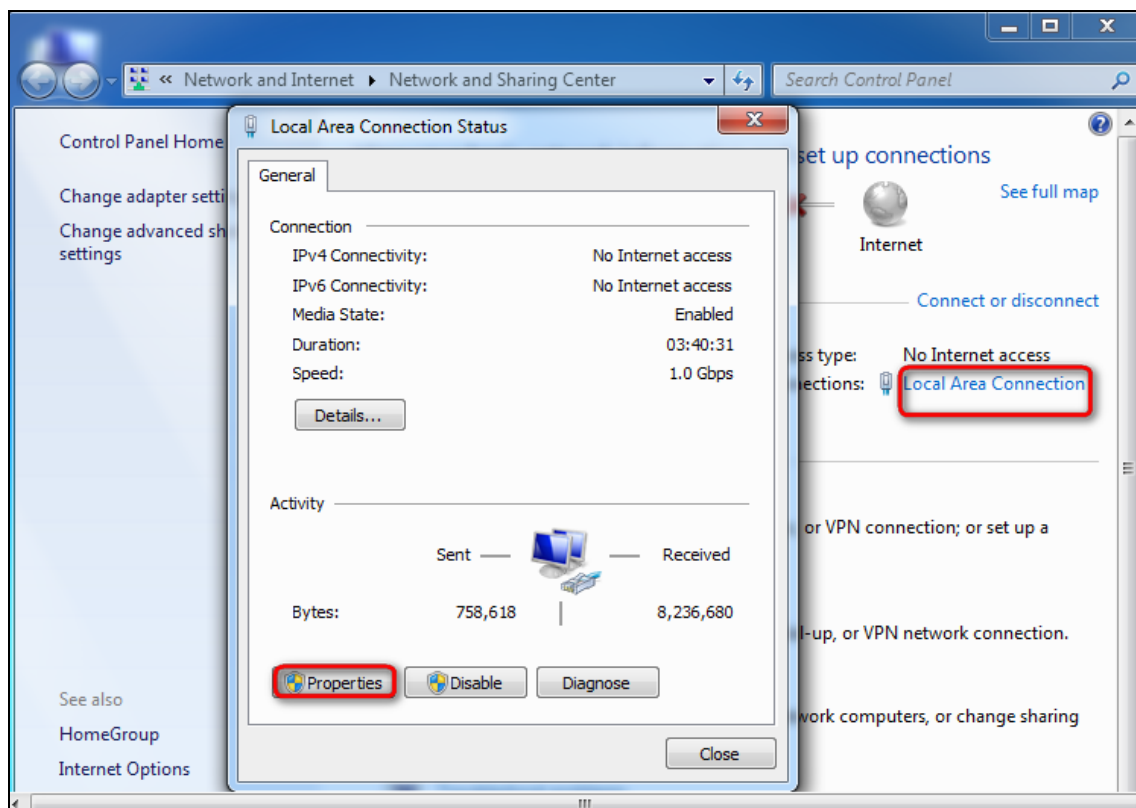 « Network and Internet ▸ Network and Sharing Center
Search Control Panel
Control Panel Home
Change adapter setti
Change advanced sh
settings
See also
HomeGroup
Internet Options
Local Area Connection Status
General
Connection
IPv4 Connectivity: No Internet access
IPv6 Connectivity: No Internet access
Media State: Enabled
Duration: 03:40:31
Speed: 1.0 Gbps
Details...
Activity
Sent Received
Bytes: 758,618 8,236,680
Properties Disable Diagnose
Close
set up connections
See full map
Internet
Connect or disconnect
ss type: No Internet access
ections: Local Area Connection
or VPN connection; or set up a
l-up, or VPN network connection.
work computers, or change sharing